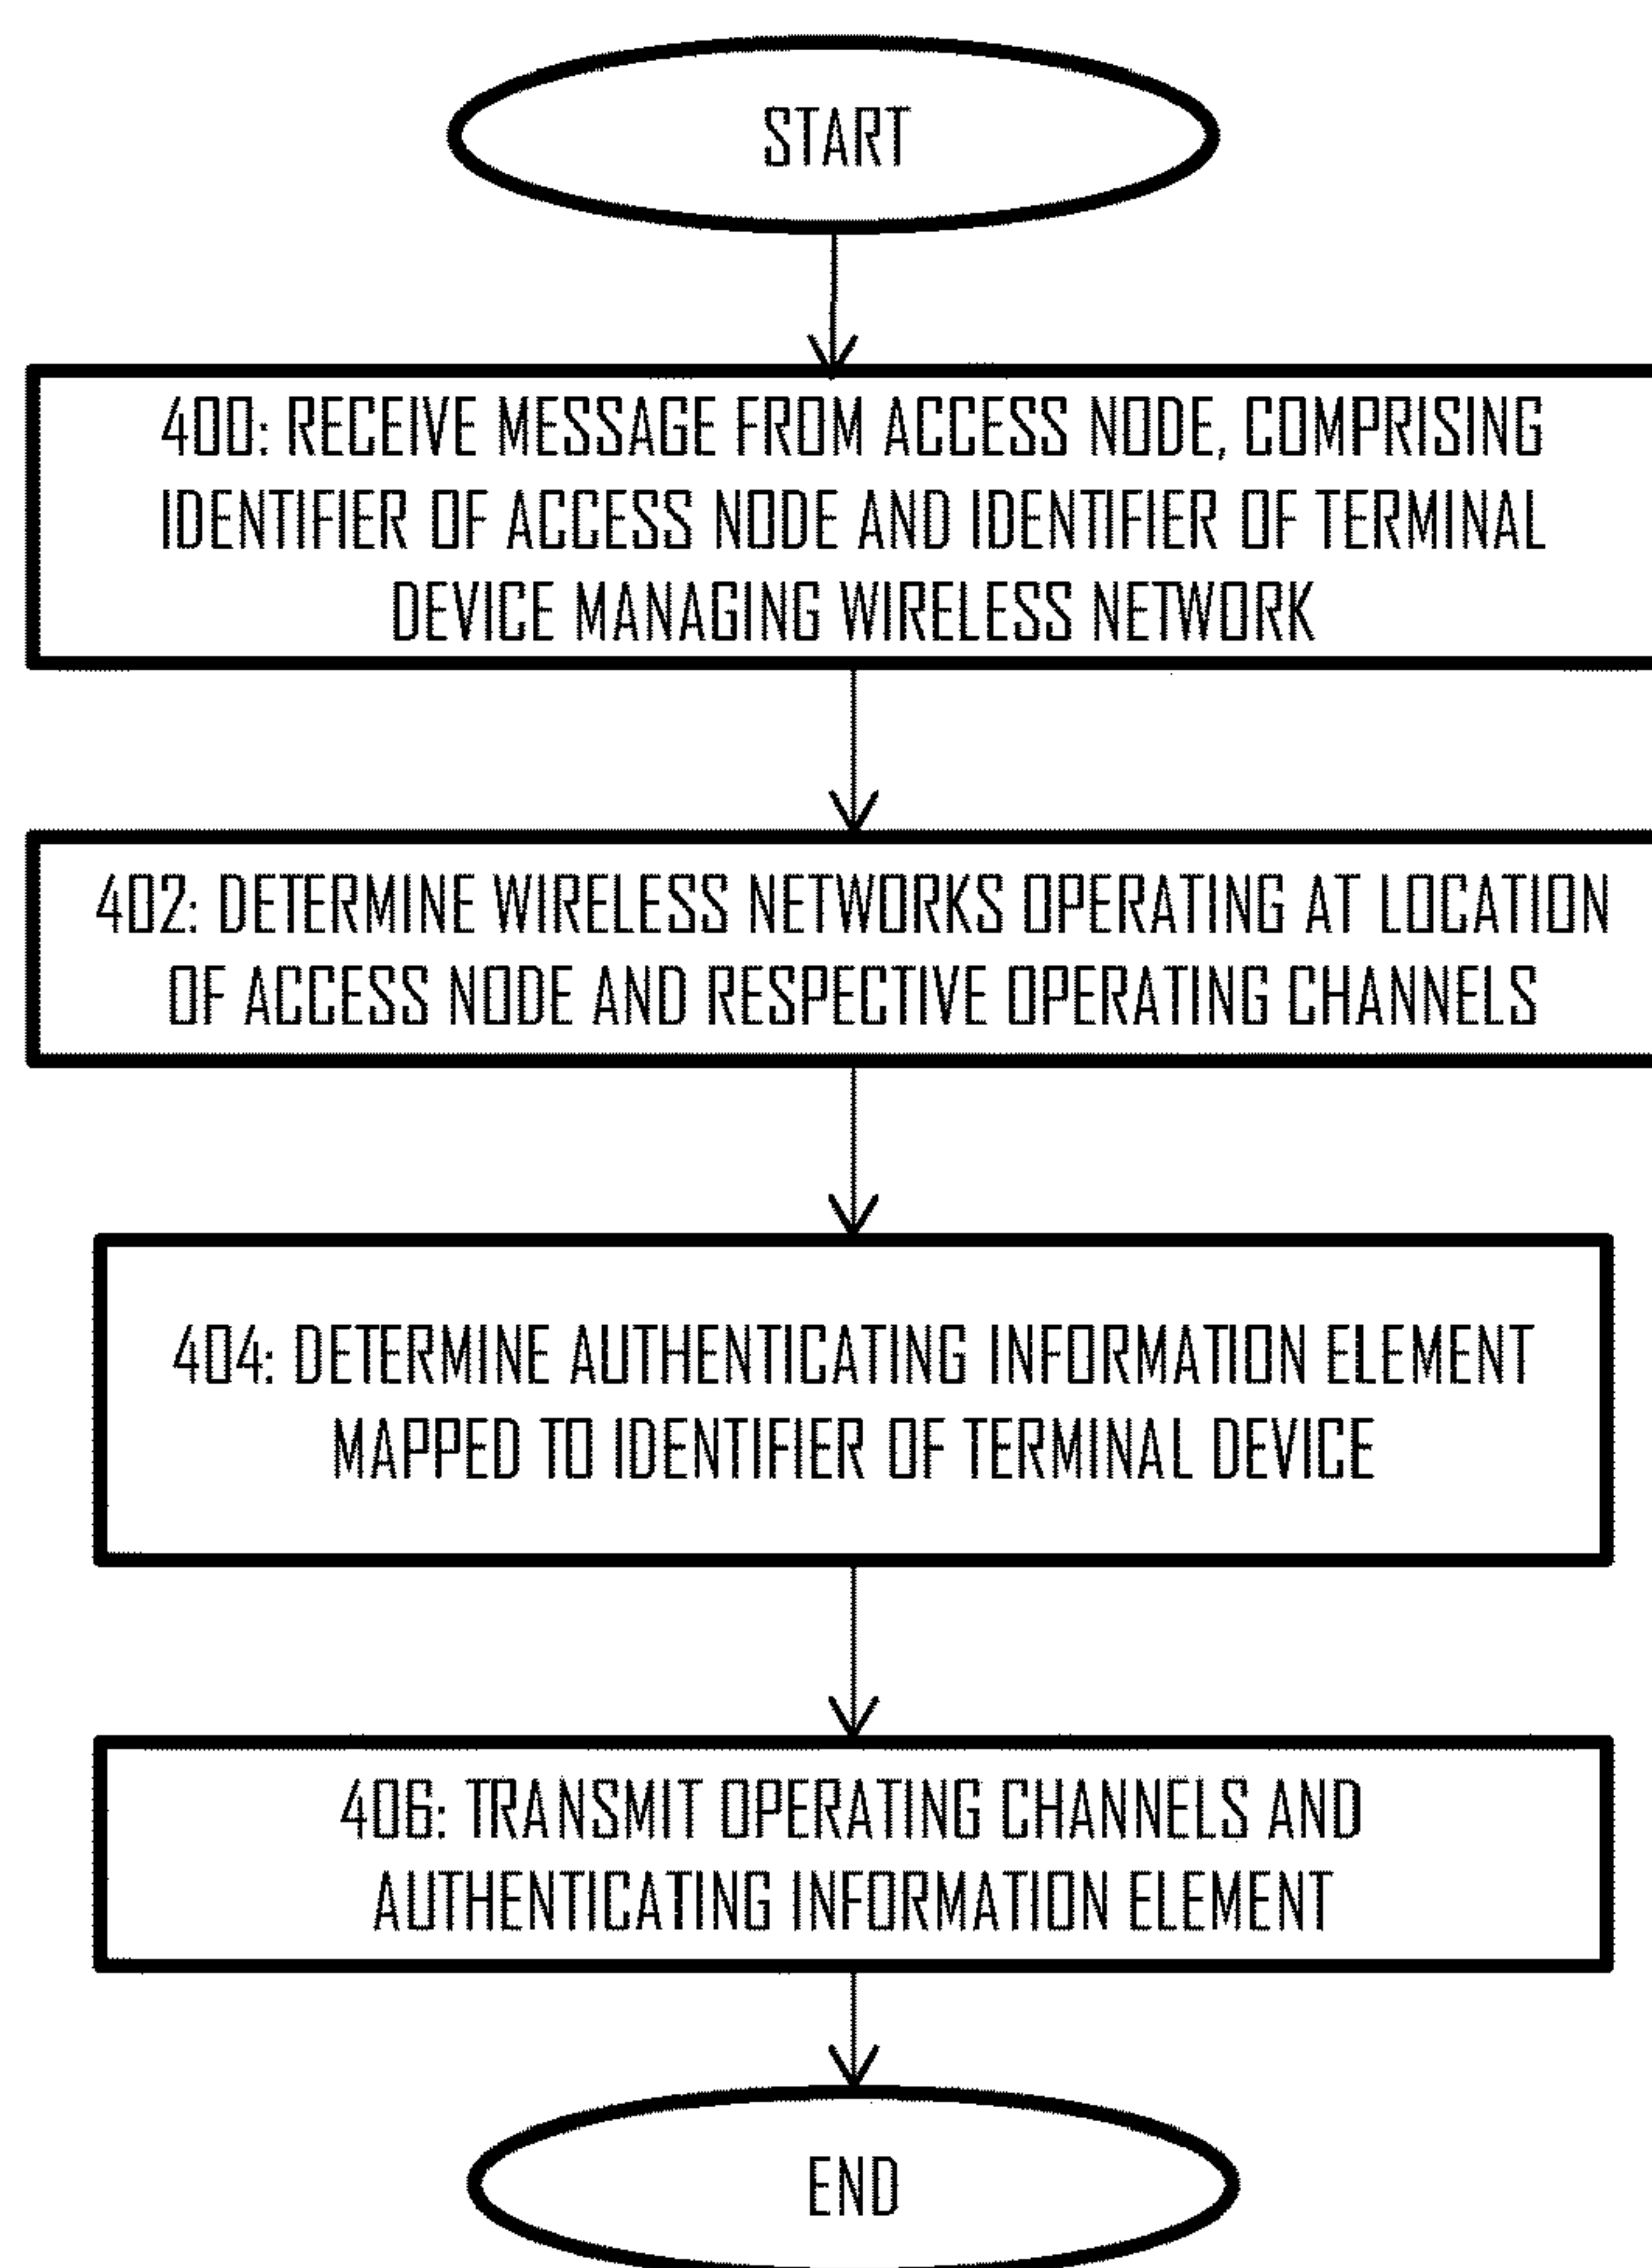 START
400: RECEIVE MESSAGE FROM ACCESS NODE, COMPRISING
IDENTIFIER OF ACCESS NODE AND IDENTIFIER OF TERMINAL
DEVICE MANAGING WIRELESS NETWORK
402: DETERMINE WIRELESS NETWORKS OPERATING AT LOCATION
OF ACCESS NODE AND RESPECTIVE OPERATING CHANNELS
404: DETERMINE AUTHENTICATING INFORMATION ELEMENT
MAPPED TO IDENTIFIER OF TERMINAL DEVICE
406: TRANSMIT OPERATING CHANNELS AND
AUTHENTICATING INFORMATION ELEMENT
END